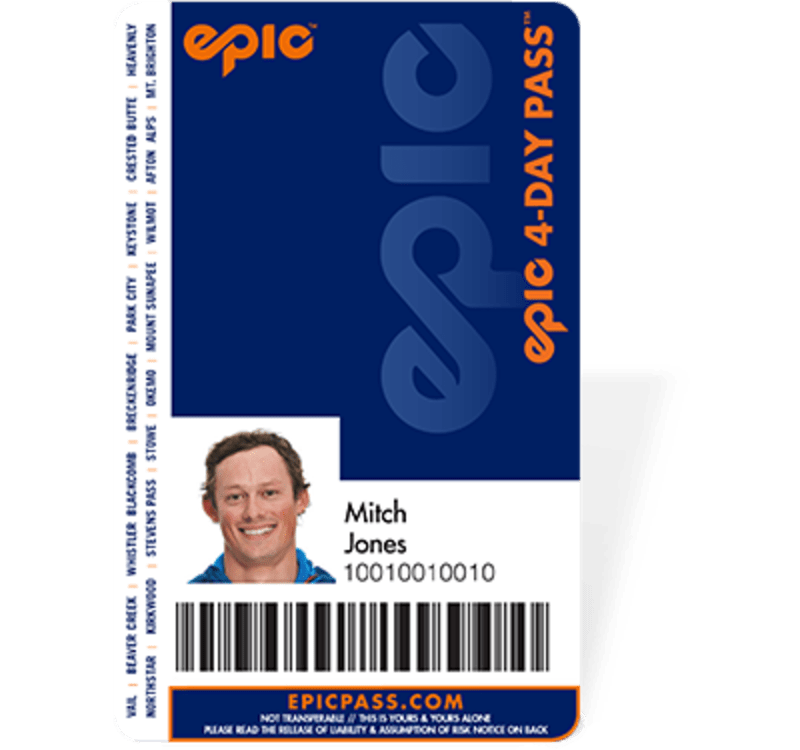 epic™
epic
epic 4-DAY PASS™
VAIL | BEAVER CREEK | WHISTLER BLACKCOMB | BRECKENRIDGE | PARK CITY | KEYSTONE | CRESTED BUTTE | HEAVENLY
NORTHSTAR | KIRKWOOD | STEVENS PASS | STOWE | OKEMO | MOUNT SUNAPEE | WILMOT | AFTON ALPS | MT. BRIGHTON
Mitch
Jones
10010010010
EPICPASS.COM
NOT TRANSFERABLE // THIS IS YOURS & YOURS ALONE
PLEASE READ THE RELEASE OF LIABILITY & ASSUMPTION OF RISK NOTICE ON BACK